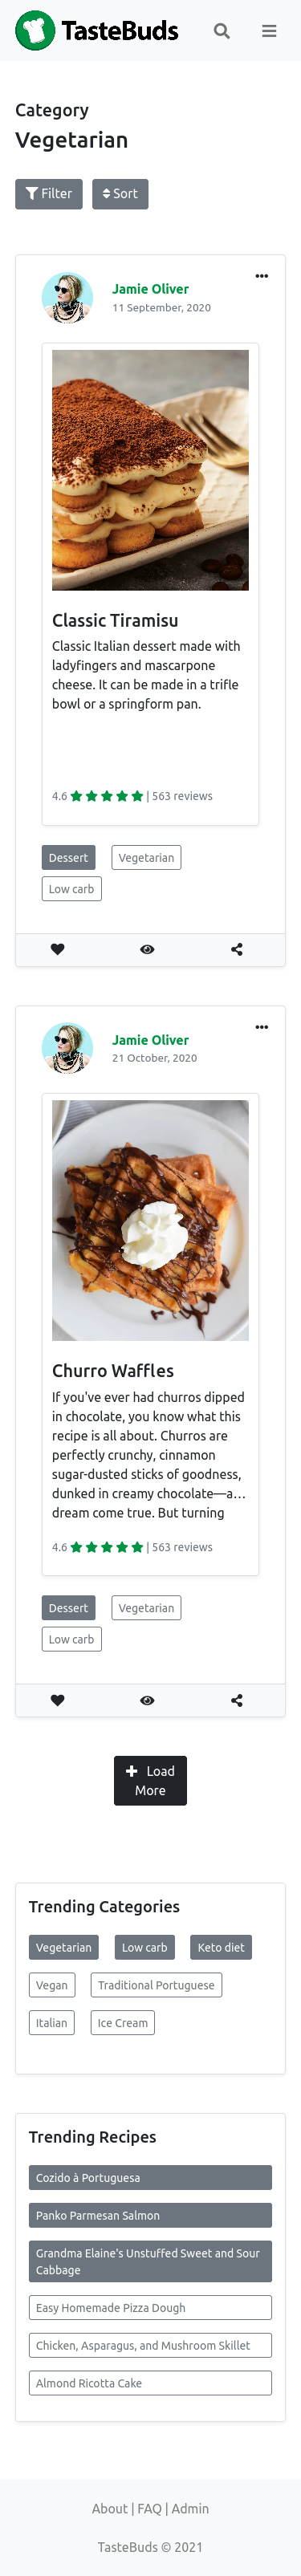 TasteBuds
Category
Vegetarian
Filter
Sort
Jamie Oliver
11 September, 2020
Classic Tiramisu
Classic Italian dessert made with
ladyfingers and mascarpone
cheese. It can be made in a trifle
bowl or a springform pan.
4.6 | 563 reviews
Dessert
Vegetarian
Low carb
Jamie Oliver
21 October, 2020
Churro Waffles
If you've ever had churros dipped
in chocolate, you know what this
recipe is all about. Churros are
perfectly crunchy, cinnamon
sugar-dusted sticks of goodness,
dunked in creamy chocolate—a…
dream come true. But turning
4.6 | 563 reviews
Dessert
Vegetarian
Low carb
Load
More
Trending Categories
Vegetarian
Low carb
Keto diet
Vegan
Traditional Portuguese
Italian
Ice Cream
Trending Recipes
Cozido à Portuguesa
Panko Parmesan Salmon
Grandma Elaine's Unstuffed Sweet and Sour
Cabbage
Easy Homemade Pizza Dough
Chicken, Asparagus, and Mushroom Skillet
Almond Ricotta Cake
About | FAQ | Admin
TasteBuds © 2021